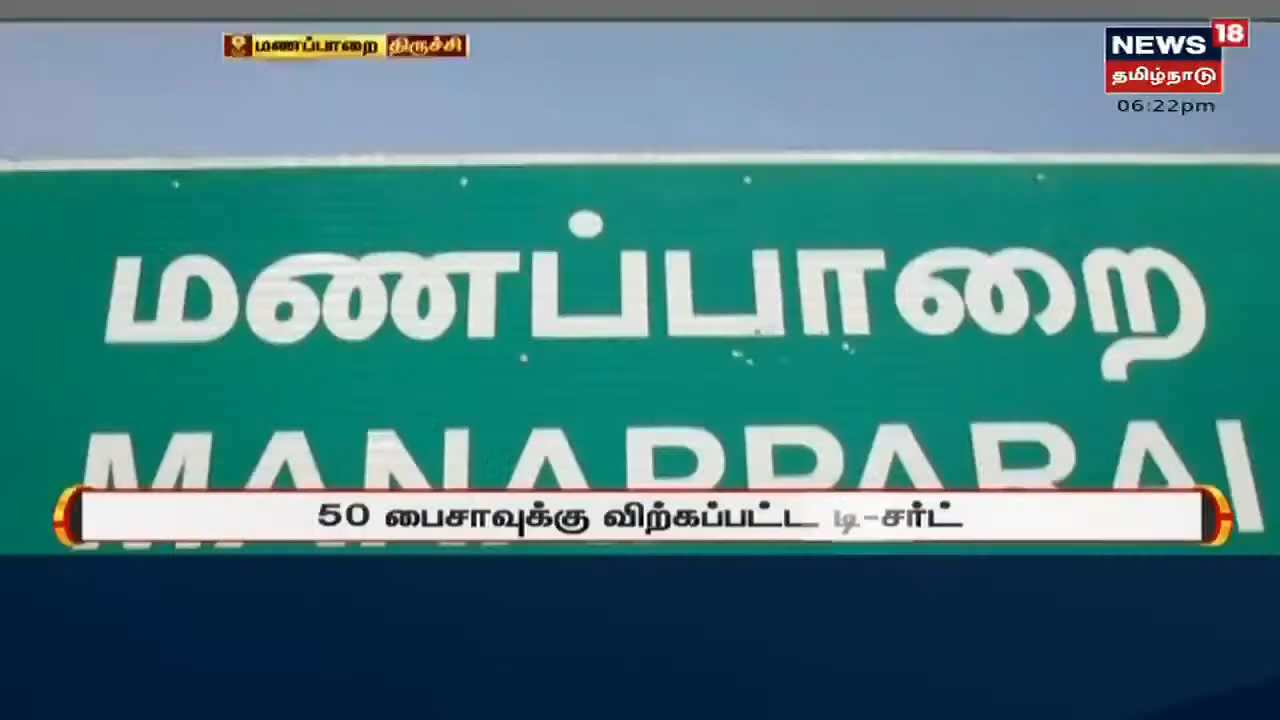 மணப்பாறை திருச்சி
NEWS 18
தமிழ்நாடு
06:22pm
மணப்பாறை
MANAPPARAI
50 பைசாவுக்கு விற்கப்பட்ட டி-சர்ட்